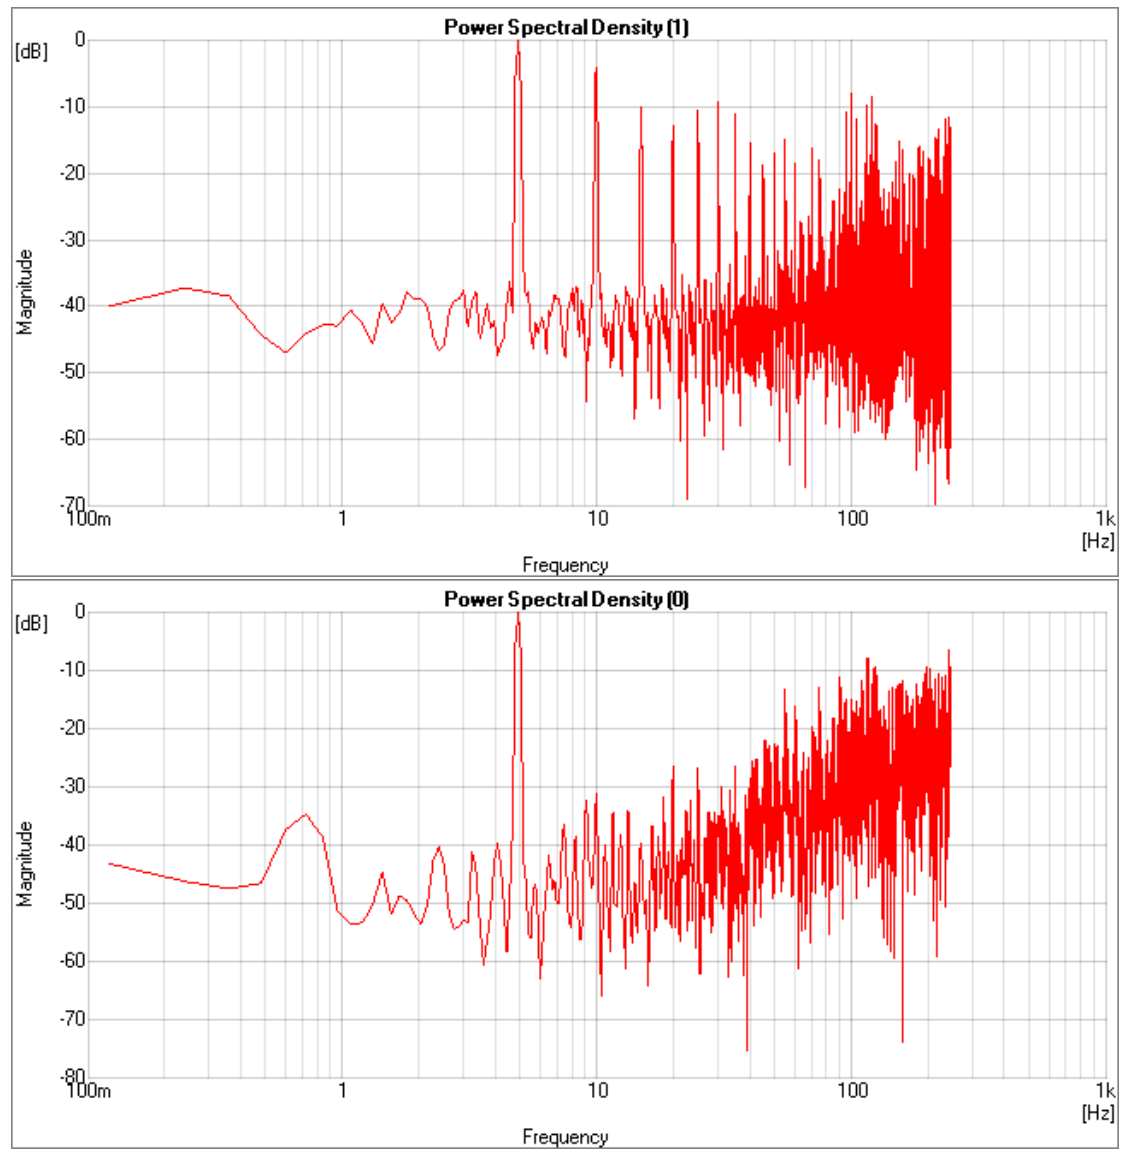 Power Spectral Density (1)
[dB]
0
-10
-20
-30
-40
-50
-60
-70
Magnitude
100m 1 10 100 1k
[Hz]
Frequency
Power Spectral Density (0)
[dB]
0
-10
-20
-30
-40
-50
-60
-70
-80
Magnitude
100m 1 10 100 1k
[Hz]
Frequency